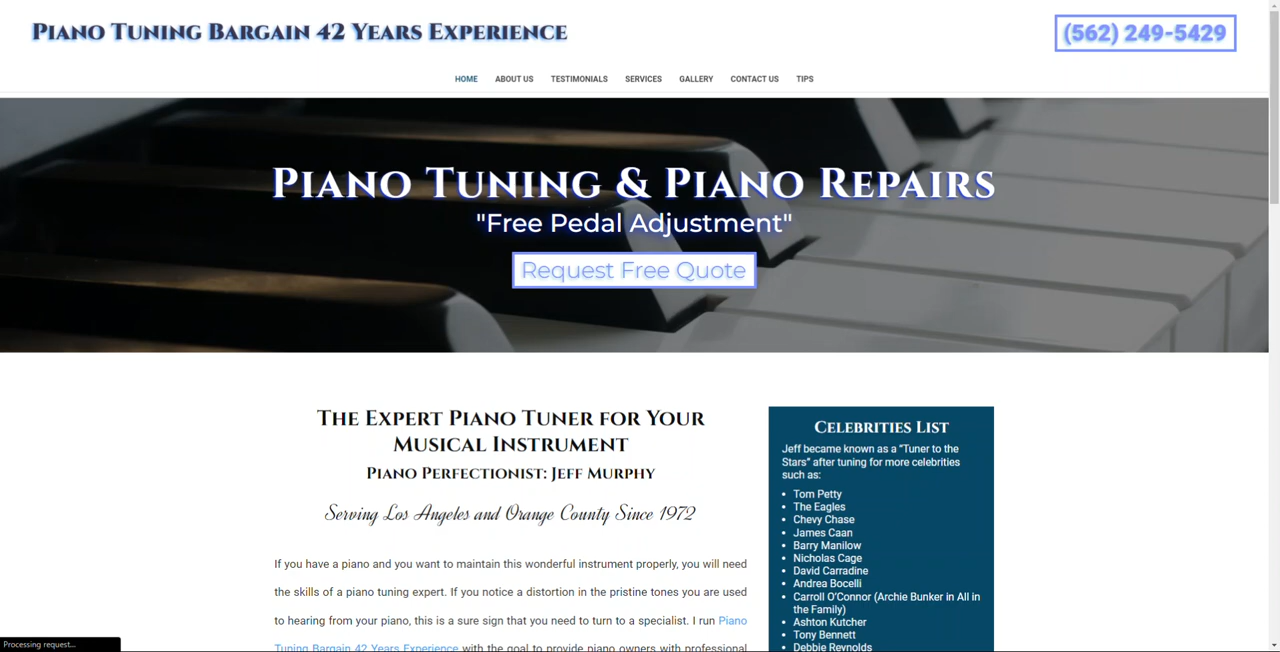 Piano Tuning Bargain 42 Years Experience
(562) 249-5429
HOME ABOUT US TESTIMONIALS SERVICES GALLERY CONTACT US TIPS
Piano Tuning & Piano Repairs
"Free Pedal Adjustment"
Request Free Quote
The Expert Piano Tuner for Your
Musical Instrument
Piano Perfectionist: Jeff Murphy
Serving Los Angeles and Orange County Since 1972
If you have a piano and you want to maintain this wonderful instrument properly, you will need
the skills of a piano tuning expert. If you notice a distortion in the pristine tones you are used
to hearing from your piano, this is a sure sign that you need to turn to a specialist. I run Piano
Tuning Bargain 42 Years Experience with the goal to provide piano owners with professional
Celebrities List
Jeff became known as a “Tuner to the
Stars” after tuning for more celebrities
such as:
Tom Petty
The Eagles
Chevy Chase
James Caan
Barry Manilow
Nicholas Cage
David Carradine
Andrea Bocelli
Carroll O’Connor (Archie Bunker in All in
the Family)
Ashton Kutcher
Tony Bennett
Debbie Reynolds
Processing request...